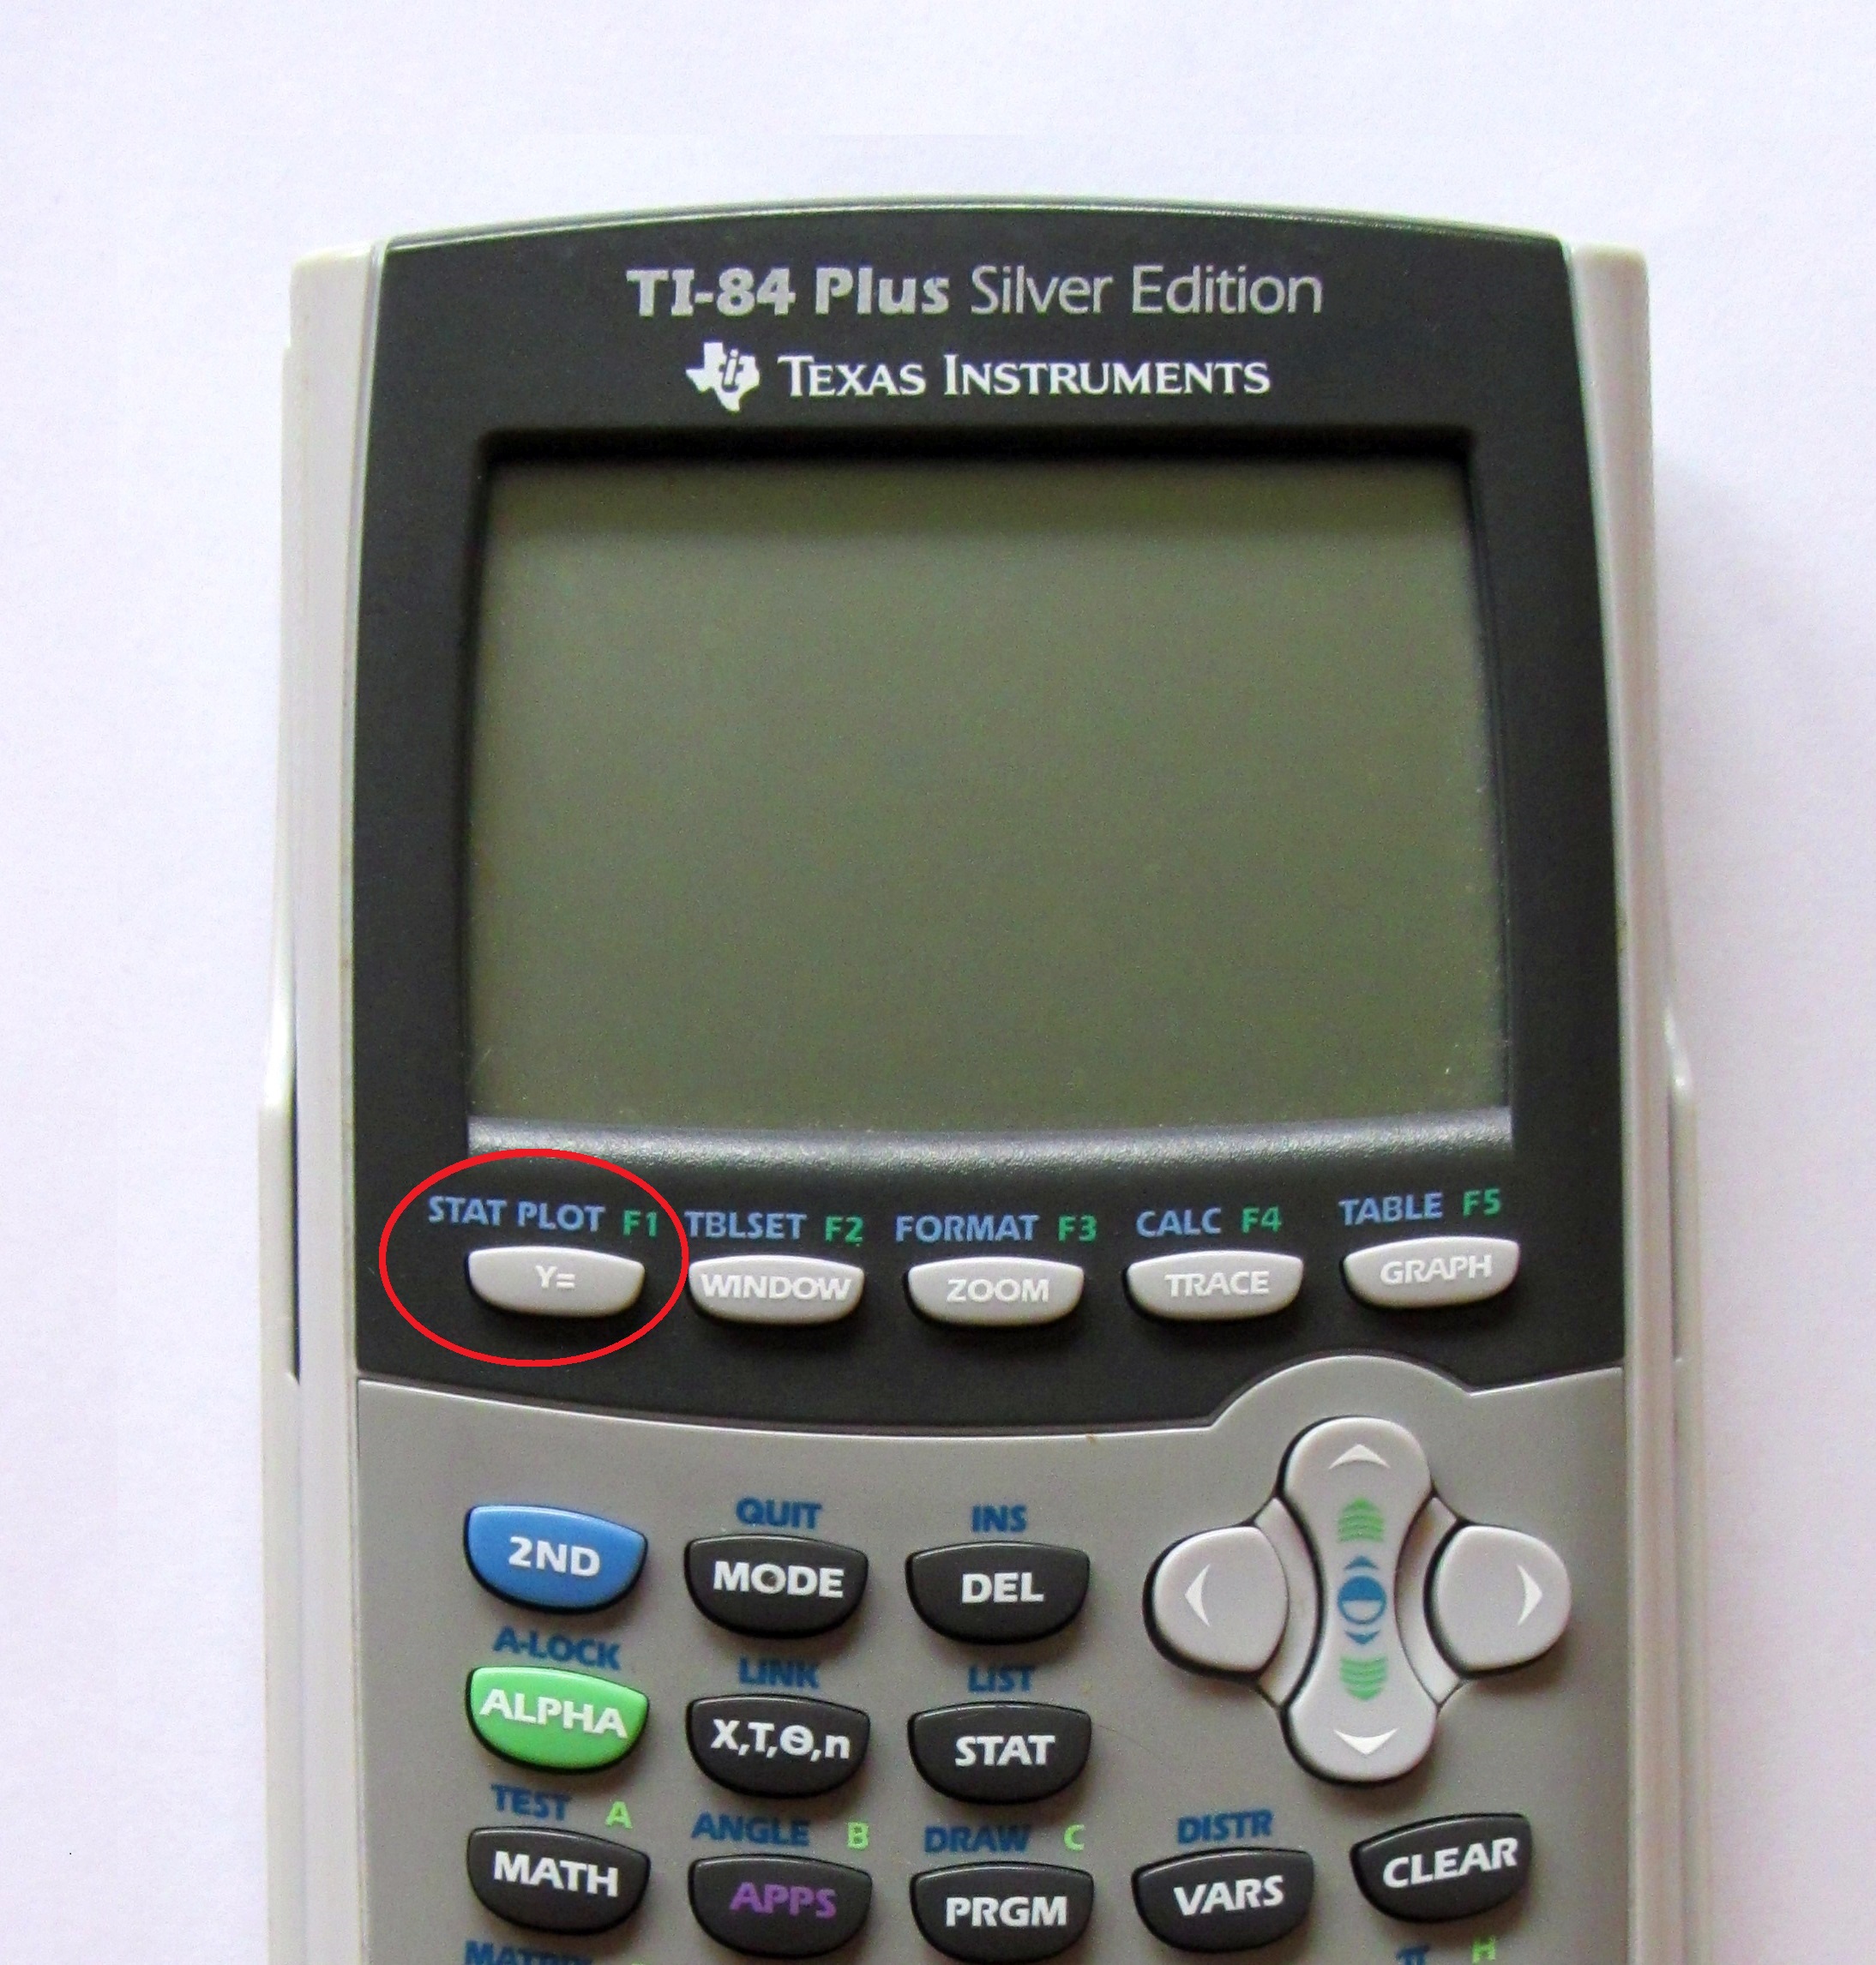 TI-84 Plus Silver Edition
TEXAS INSTRUMENTS
STAT PLOT F1 TBLSET F2 FORMAT F3 CALC F4 TABLE F5
Y= WINDOW ZOOM TRACE GRAPH
QUIT INS
2ND MODE DEL
A-LOCK LINK LIST
ALPHA X,T,Θ,n STAT
TEST A ANGLE B DRAW C DISTR
MATH APPS PRGM VARS CLEAR
π H